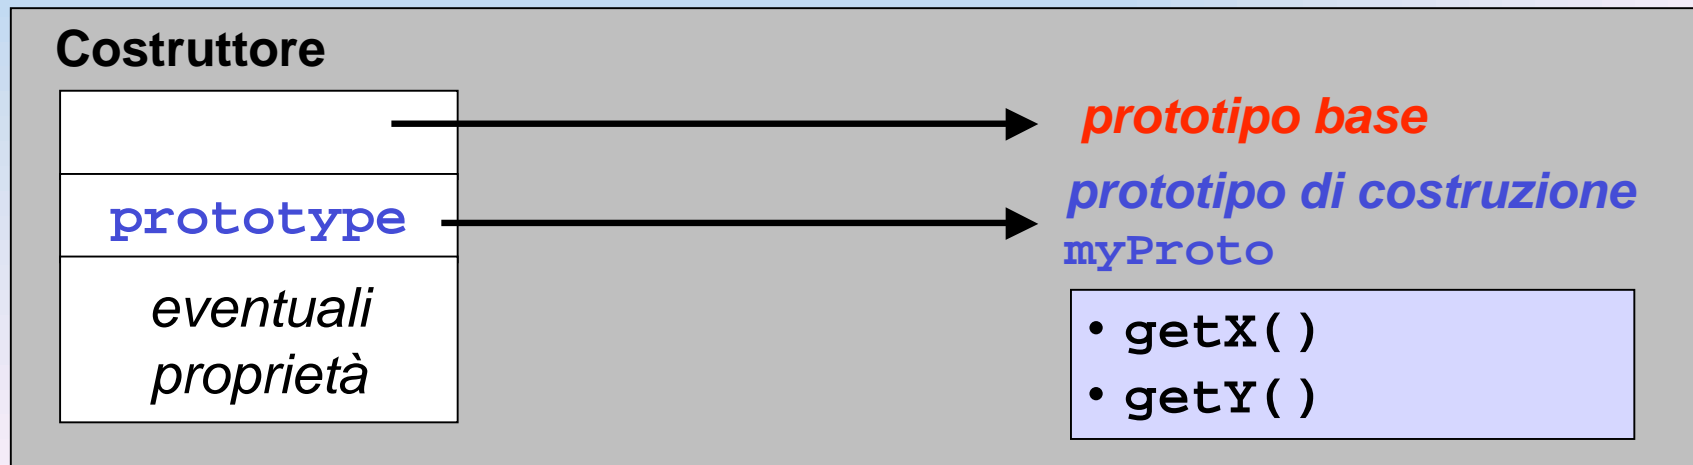 Costruttore
prototipo base
prototype
prototipo di costruzione
myProto
eventuali
proprietà
• getX()
• getY()